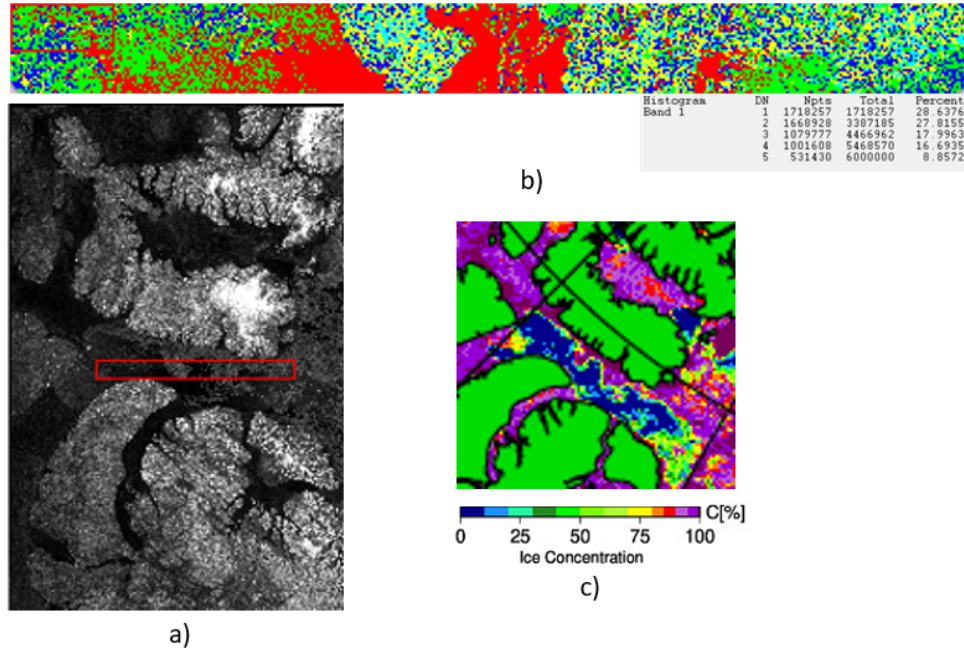 Histogram DN Npts Total Percent
Band 1 1 1718257 1718257 28.6376
2 1668928 3387185 27.8155
3 1079777 4466962 17.9963
4 1001608 5468570 16.6935
5 531430 6000000 8.8572
b)
C[%]
0 25 50 75 100
Ice Concentration
c)
a)